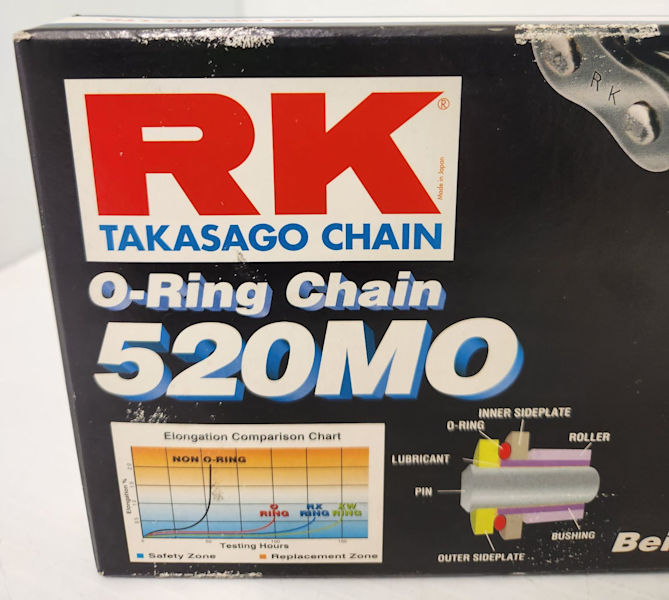 R K
RK®
Made in Japan
TAKASAGO CHAIN
O-Ring Chain
520MO
Elongation Comparison Chart
NON O-RING
O RING
RX RING
XW RING
Elongation %
Testing Hours
Safety Zone
Replacement Zone
INNER SIDEPLATE
O-RING
ROLLER
LUBRICANT
PIN
BUSHING
OUTER SIDEPLATE